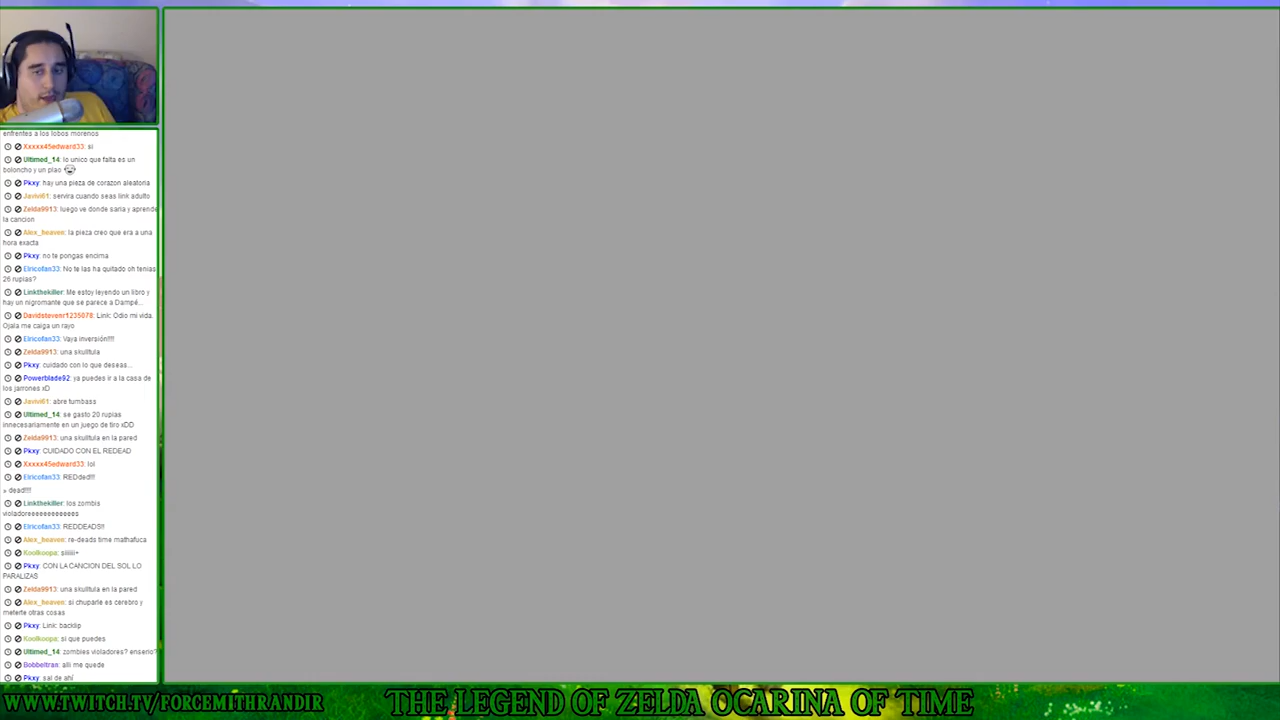 enfrentes a los lobos morenos
Xxxxx45edward33: si
Ultimed_14: lo unico que falta es un
boloncho y un plao
Pkxy: hay una pieza de corazon aleatoria
Javivi61: servira cuando seas link adulto
Zelda9913: luego ve donde saria y aprende
la cancion
Alex_heaven: la pieza creo que era a una
hora exacta
Pkxy: no te pongas encima
Elricofan33: No te las ha quitado oh tenias
26 rupias?
Linkthekiller: Me estoy leyendo un libro y
hay un nigromante que se parece a Dampé...
Davidstevenr1235078: Link: Odio mi vida.
Ojala me caiga un rayo
Elricofan33: Vaya inversión!!!!
Zelda9913: una skulltula
Pkxy: cuidado con lo que deseas...
Powerblade92: ya puedes ir a la casa de
los jarrones xD
Javivi61: abre tumbass
Ultimed_14: se gasto 20 rupias
innecesariamente en un juego de tiro xDD
Zelda9913: una skulltula en la pared
Pkxy: CUIDADO CON EL REDEAD
Xxxxx45edward33: lol
Elricofan33: REDded!!!
» dead!!!!
Linkthekiller: los zombis
violadoreeeeeeeeeeees
Elricofan33: REDDEADS!!
Alex_heaven: re-deads time mathafuca
Koolkoopa: siiiiii+
Pkxy: CON LA CANCION DEL SOL LO
PARALIZAS
Zelda9913: una skulltula en la pared
Alex_heaven: si chuparle es cerebro y
meterte otras cosas
Pkxy: Link: backlip
Koolkoopa: si que puedes
Ultimed_14: zombies violadores? enserio?
Bobbeltran: alli me quede
Pkxy: sal de ahí
WWW.TWITCH.TV/FORCEMITHRANDIR
THE LEGEND OF ZELDA OCARINA OF TIME